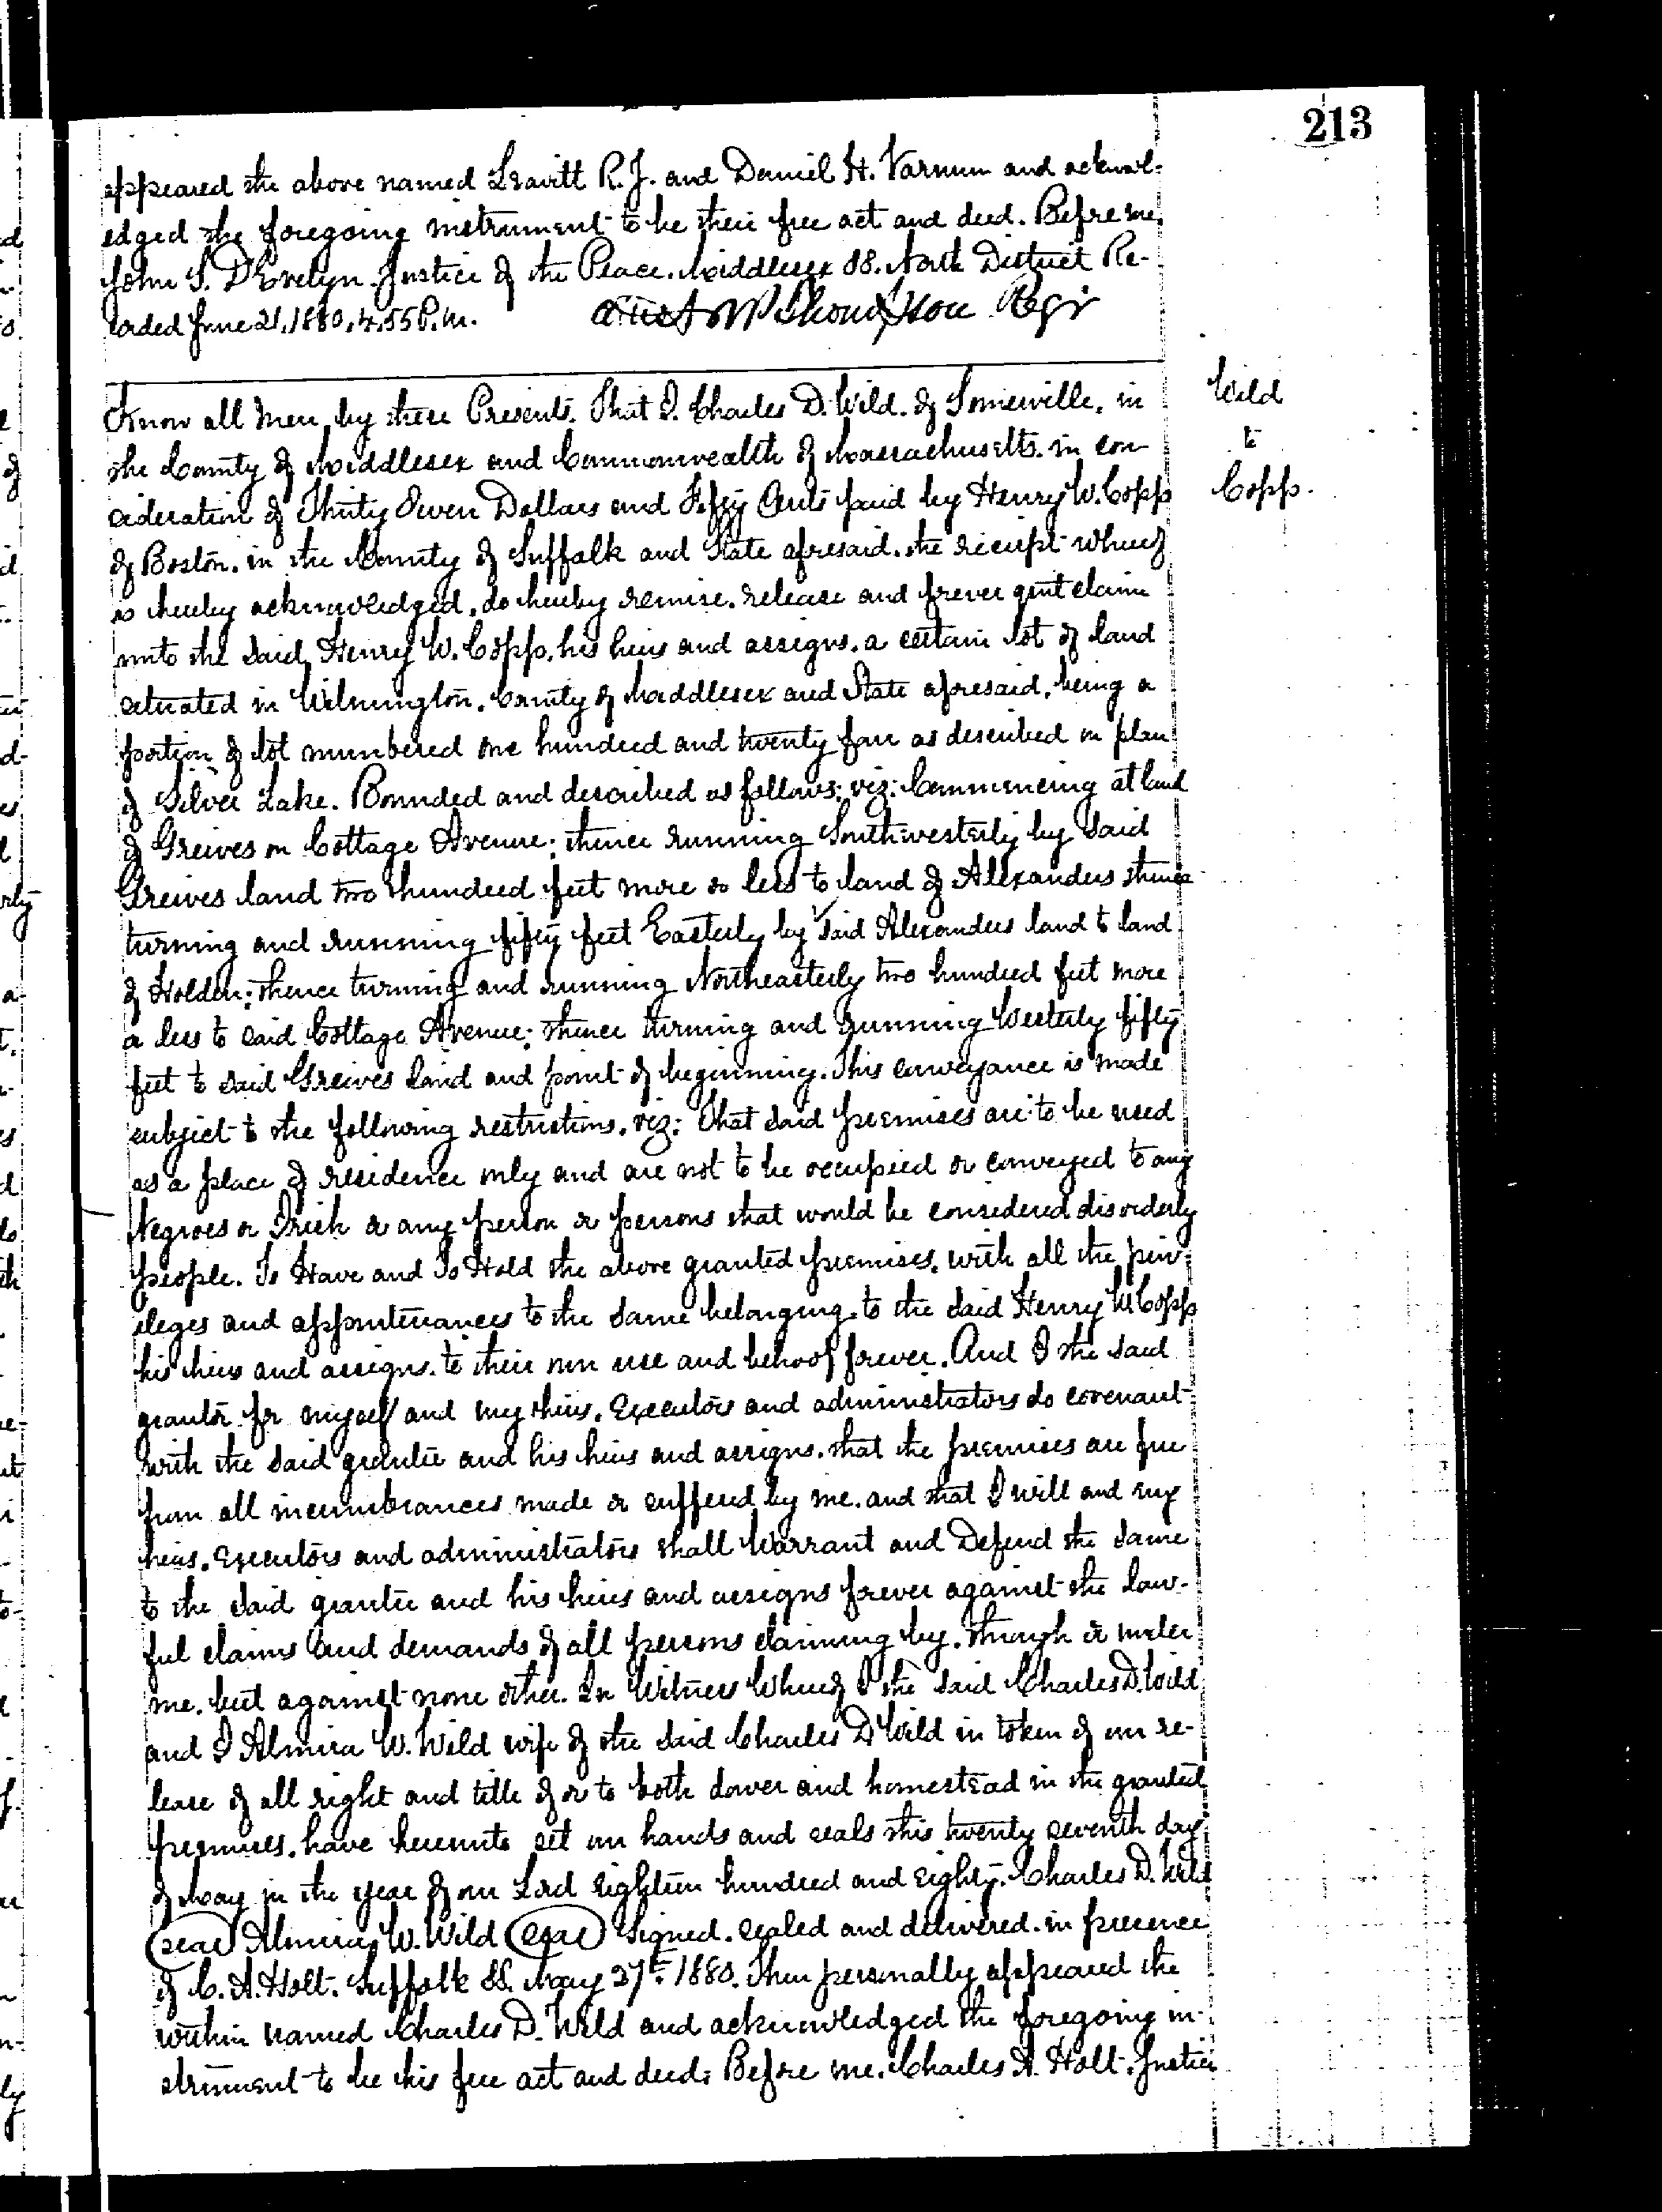 213
appeared the above named Leavitt R. J. and Daniel H. Varnum and acknowl-
edged the foregoing instrument to be their free act and deed. Before me,
John S. D'Evelyn Justice of the Peace. Middlesex SS. North District Re-
corded June 21, 1880, 4.55 P.M. Attest Thompson Regr
Wild
to
Copp.
Know all Men by these Presents. That I. Charles D. Wild. of Somerville, in
the County of Middlesex and Commonwealth of Massachusetts. in con
sideration of Thirty Seven Dollars and Fifty Cents paid by Henry W. Copp
of Boston. in the County of Suffolk and State aforesaid. the receipt whereof
is hereby acknowledged, do hereby remise. release and forever quitclaim
unto the said Henry W. Copp, his heirs and assigns. a certain lot of land
situated in Wilmington. County of Middlesex and State aforesaid, being a
portion of lot numbered one hundred and twenty four as described on plan
of Silver Lake. Bounded and described as follows: viz: Commencing at land
of Greives on Cottage Avenue; thence running Southwesterly by said
Greives land two hundred feet more or less to land of Alexanders thence
turning and running fifty feet Easterly by said Alexanders land to land
of Holden; thence turning and running Northeasterly two hundred feet more
or less to said Cottage Avenue; thence turning and running Westerly fifty
feet to said Greives land and point of beginning. This conveyance is made
subject to the following restrictions. viz: That said premises are to be used
as a place of residence only and are not to be occupied or conveyed to any
Negroes or Irish or any person or persons that would be considered disorderly
people. To Have and To Hold the above granted premises. with all the priv-
ileges and appurtenances to the same belonging. to the said Henry W. Copp
his heirs and assigns. to their own use and behoof forever. And I the said
grantor for myself and my heirs. Executors and administrators do covenant
with the said grantee and his heirs and assigns. that the premises are free
from all incumbrances made or suffered by me. and that I will and my
heirs. Executors and administrators shall Warrant and Defend the same
to the said grantee and his heirs and assigns forever against the law-
ful claims and demands of all persons claiming by. through or under
me. but against none other. In Witness Whereof I the said Charles D. Wild
and I Almira W. Wild wife of the said Charles D Wild in token of our re-
lease of all right and title of or to both dower and homestead in the granted
premises. have hereunto set our hands and seals this twenty seventh day
of May in the year of our Lord Eighteen hundred and Eighty. Charles D. Wild
(seal) Almira W. Wild (seal) Signed. sealed and delivered in presence
of C. A. Holt. Suffolk SS. May 27th 1880. Then personally appeared the
within named Charles D. Wild and acknowledged the foregoing in-
strument to be his free act and deed. Before me. Charles A. Holt. Justice